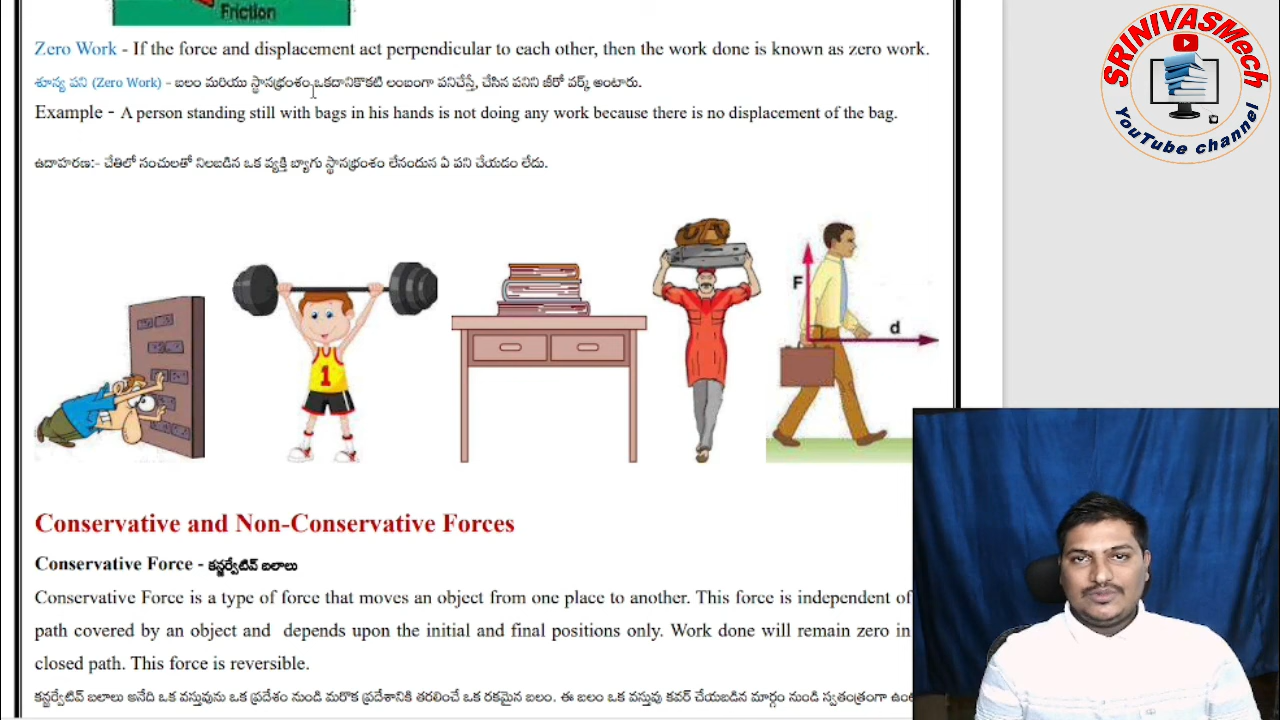 Friction
Zero Work - If the force and displacement act perpendicular to each other, then the work done is known as zero work.
శూన్య పని (Zero Work) - బలం మరియు స్థానభ్రంశం ఒకదానికొకటి లంబంగా పనిచేస్తే, చేసిన పనిని జీరో వర్క్ అంటారు.
Example - A person standing still with bags in his hands is not doing any work because there is no displacement of the bag.
ఉదాహరణ:- చేతిలో సంచులతో నిలబడిన ఒక వ్యక్తి బ్యాగు స్థానభ్రంశం లేనందున ఏ పని చేయడం లేదు.
1
F
d
Conservative and Non-Conservative Forces
Conservative Force - కన్జర్వేటివ్ బలాలు
Conservative Force is a type of force that moves an object from one place to another. This force is independent of
path covered by an object and depends upon the initial and final positions only. Work done will remain zero in
closed path. This force is reversible.
కన్జర్వేటివ్ బలాలు అనేది ఒక వస్తువును ఒక ప్రదేశం నుండి మరొక ప్రదేశానికి తరలించే ఒక రకమైన బలం. ఈ బలం ఒక వస్తువు కవర్ చేయబడిన మార్గం నుండి స్వతంత్రంగా
SRINIVASMech
YouTube channel